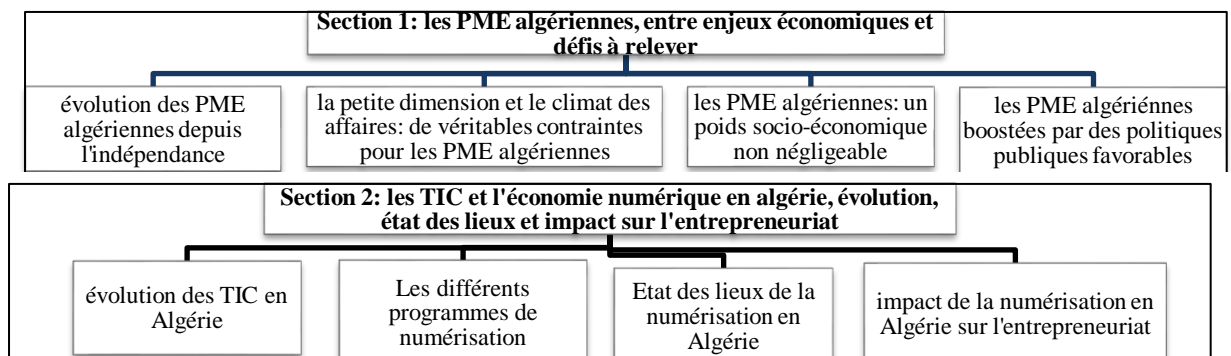 Section 1: les PME algériennes, entre enjeux économiques et
défis à relever
évolution des PME
algériennes depuis
l'indépendance
la petite dimension et le climat des
affaires: de véritables contraintes
pour les PME algériennes
les PME algériennes: un
poids socio-économique
non négligeable
les PME algériénnes
boostées par des politiques
publiques favorables
Section 2: les TIC et l'économie numérique en algérie, évolution,
état des lieux et impact sur l'entrepreneuriat
évolution des TIC en
Algérie
Les différents
programmes de
numérisation
Etat des lieux de la
numérisation en
Algérie
impact de la numérisation en
Algérie sur l'entrepreneuriat